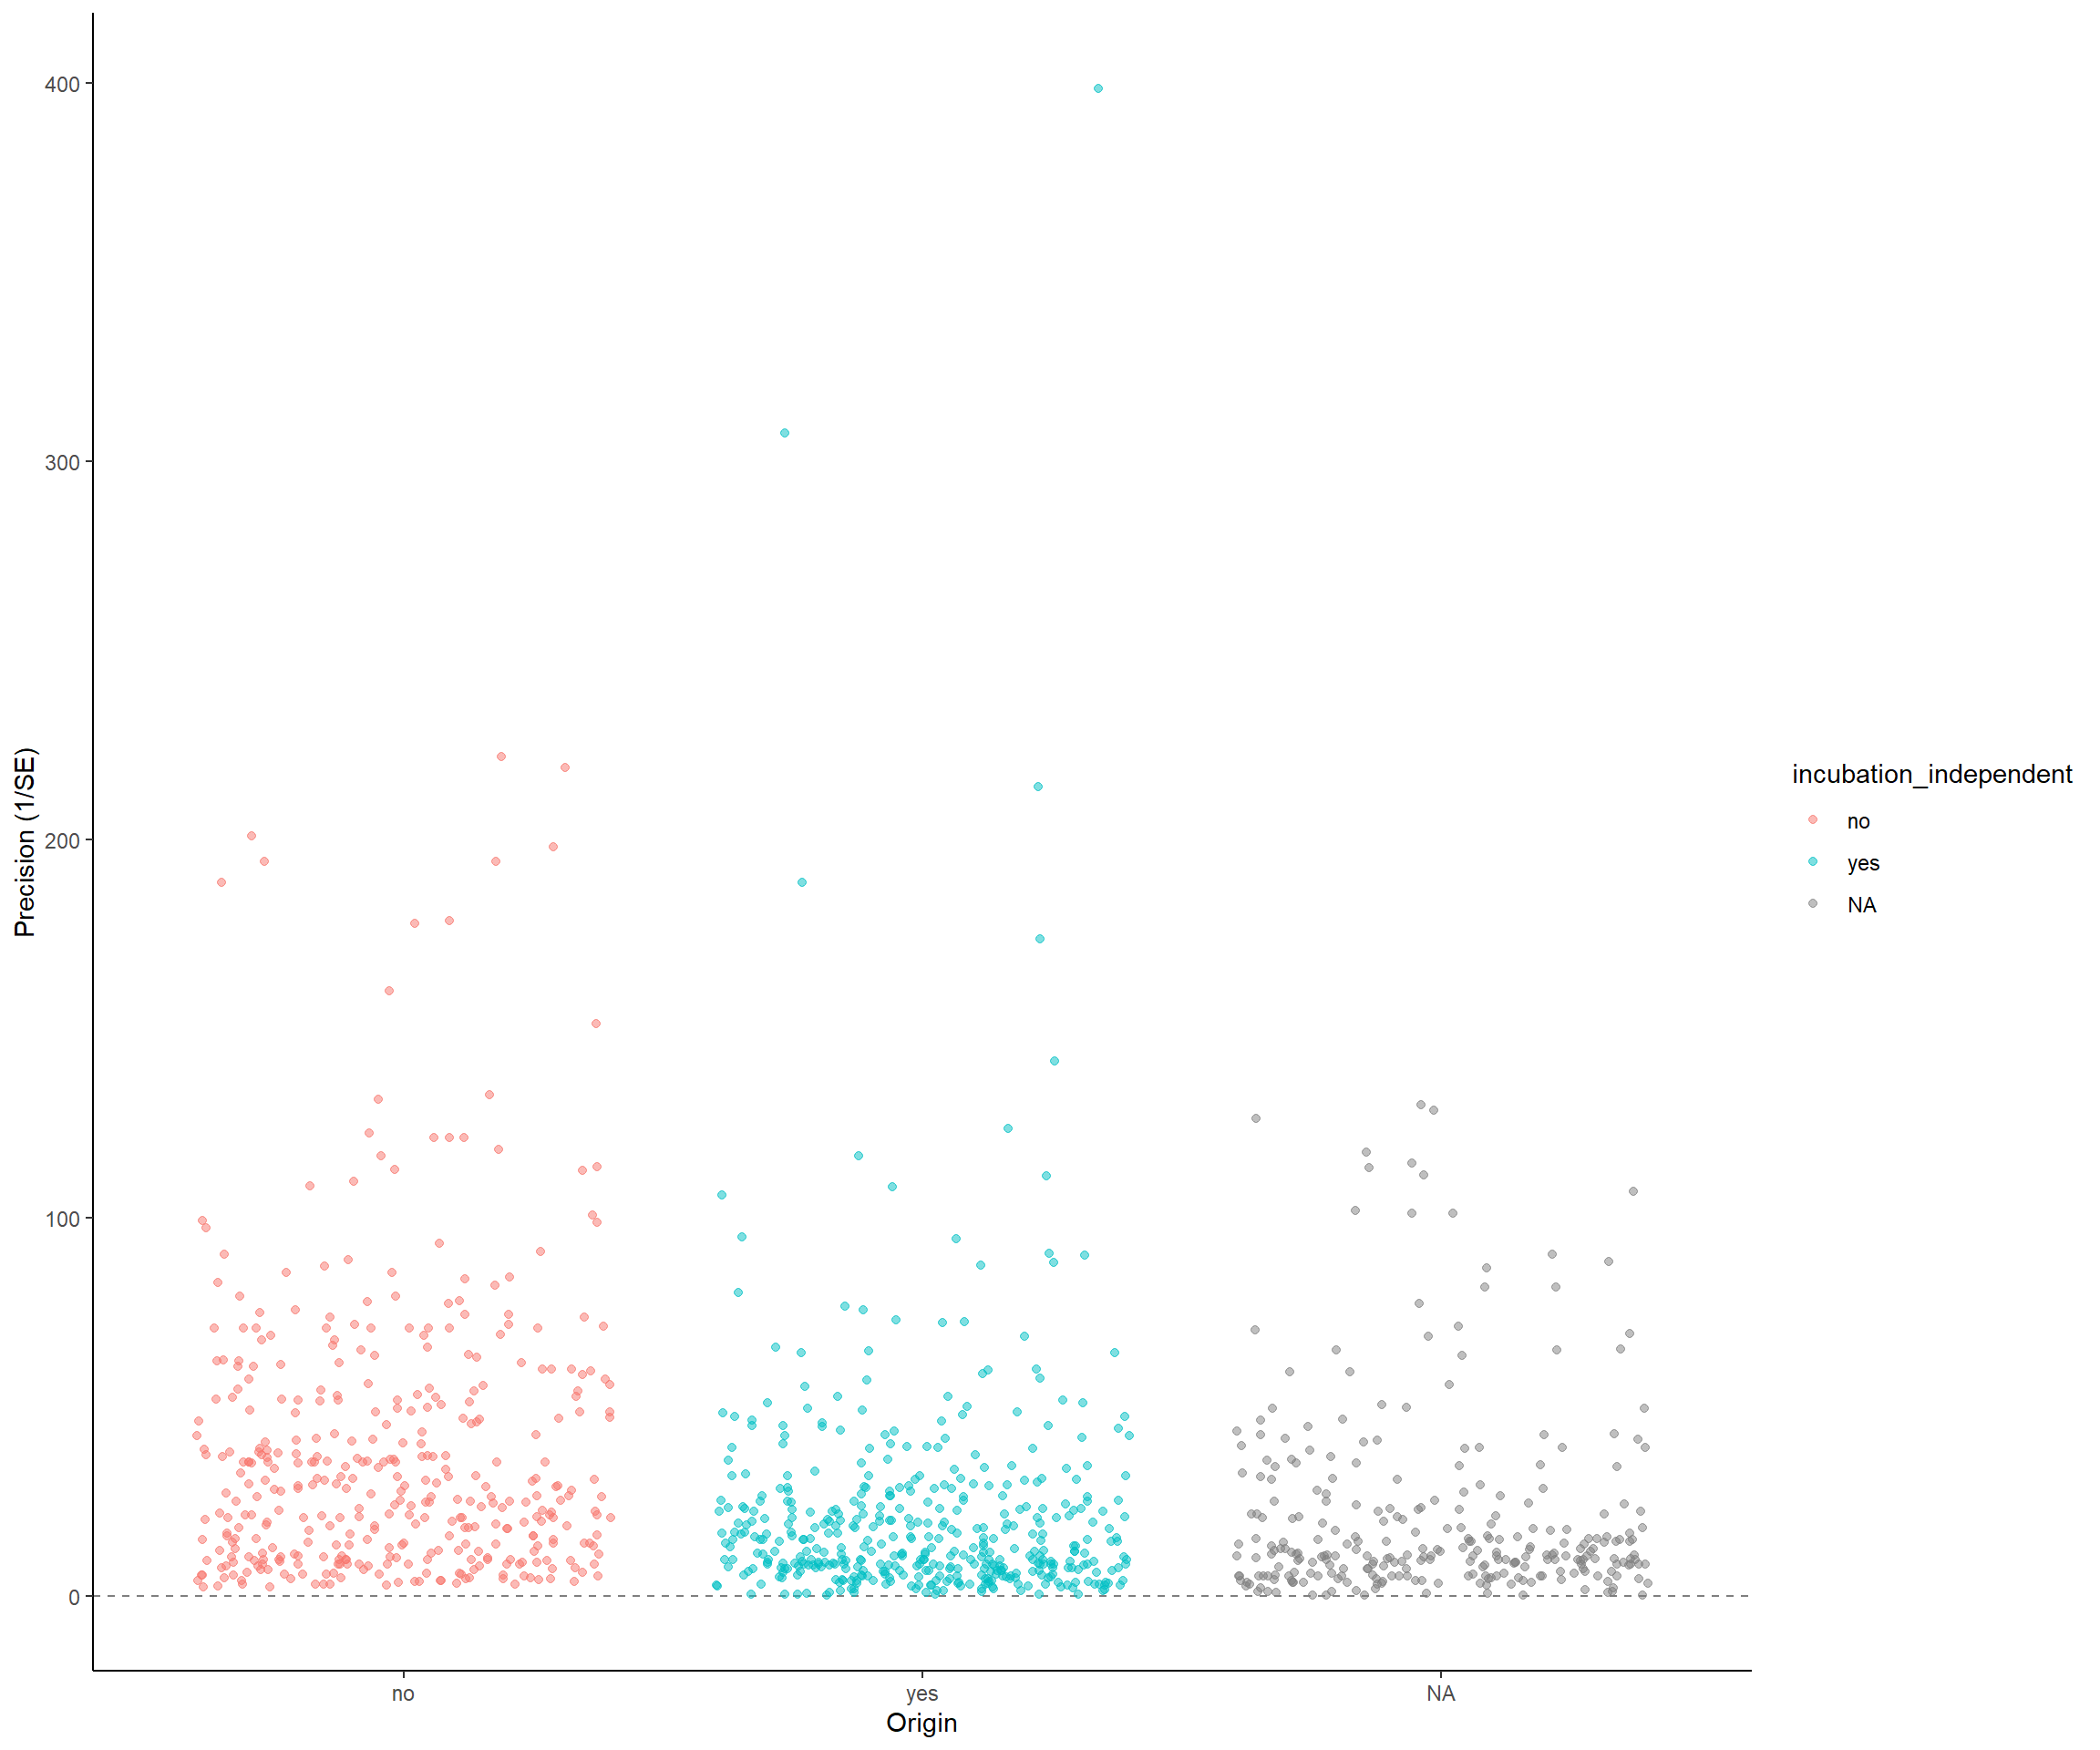 400
300
200
100
0
Precision (1/SE)
no
yes
NA
Origin
incubation_independent
no
yes
NA